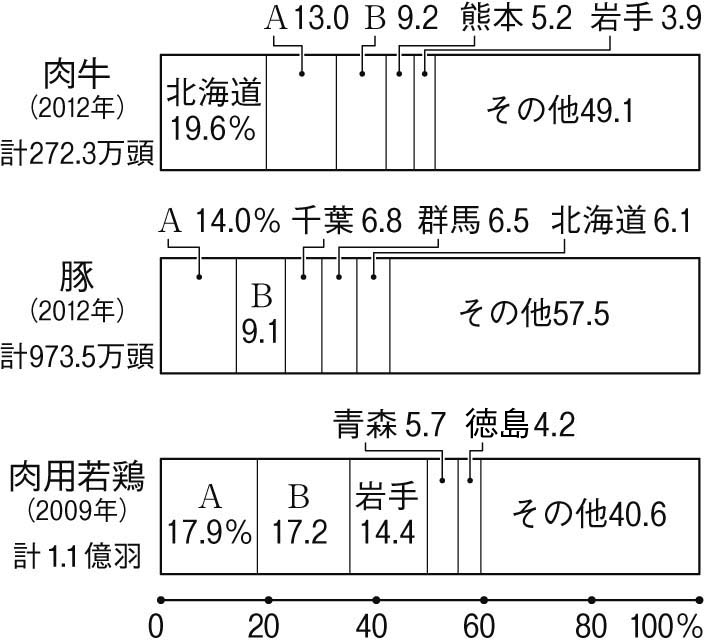 A 13.0 B 9.2 熊本 5.2 岩手 3.9
肉牛
(2012年)
計272.3万頭
北海道
19.6%
その他49.1
A 14.0% 千葉 6.8 群馬 6.5 北海道 6.1
豚
(2012年)
計973.5万頭
B
9.1
その他57.5
青森 5.7 徳島 4.2
肉用若鶏
(2009年)
計 1.1 億羽
A
17.9%
B
17.2
岩手
14.4
その他40.6
0 20 40 60 80 100%